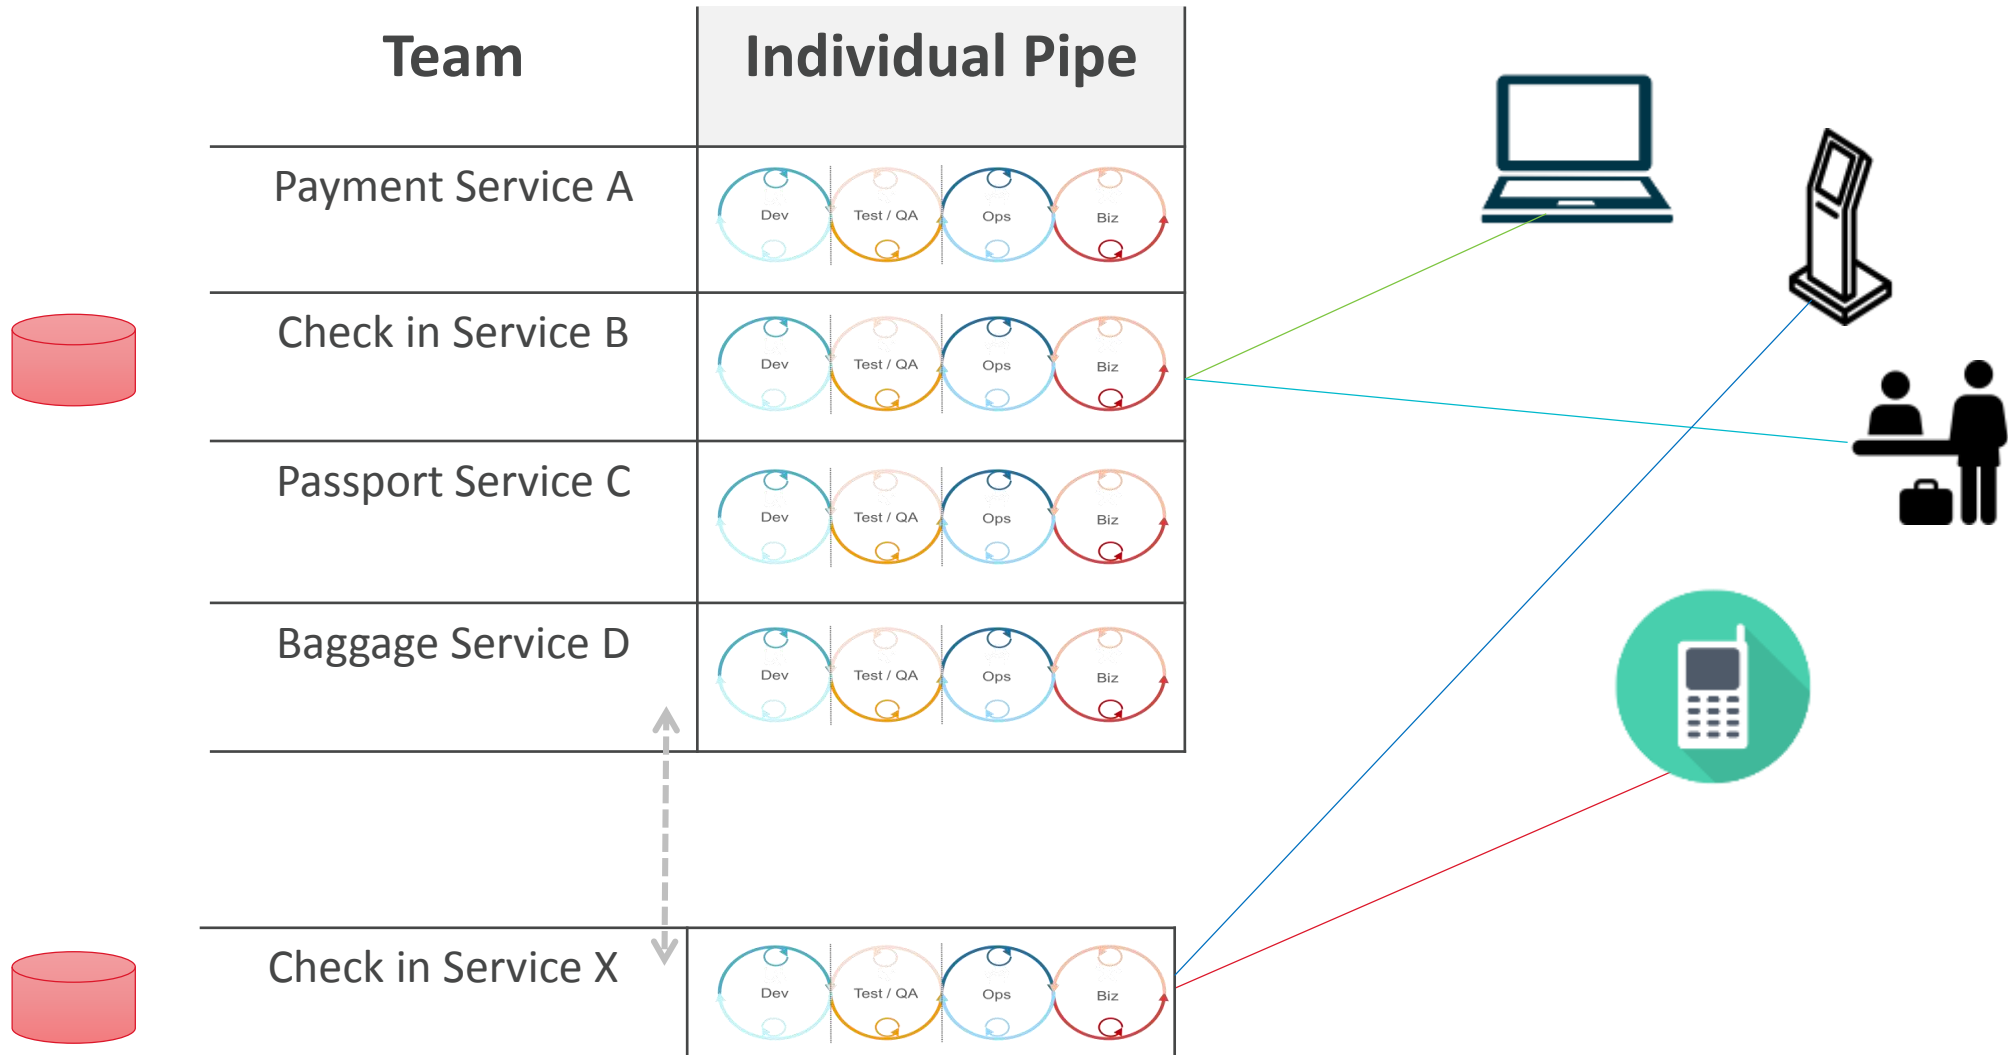 Team
Individual Pipe
Payment Service A
Dev
Test / QA
Ops
Biz
Check in Service B
Dev
Test / QA
Ops
Biz
Passport Service C
Dev
Test / QA
Ops
Biz
Baggage Service D
Dev
Test / QA
Ops
Biz
Check in Service X
Dev
Test / QA
Ops
Biz